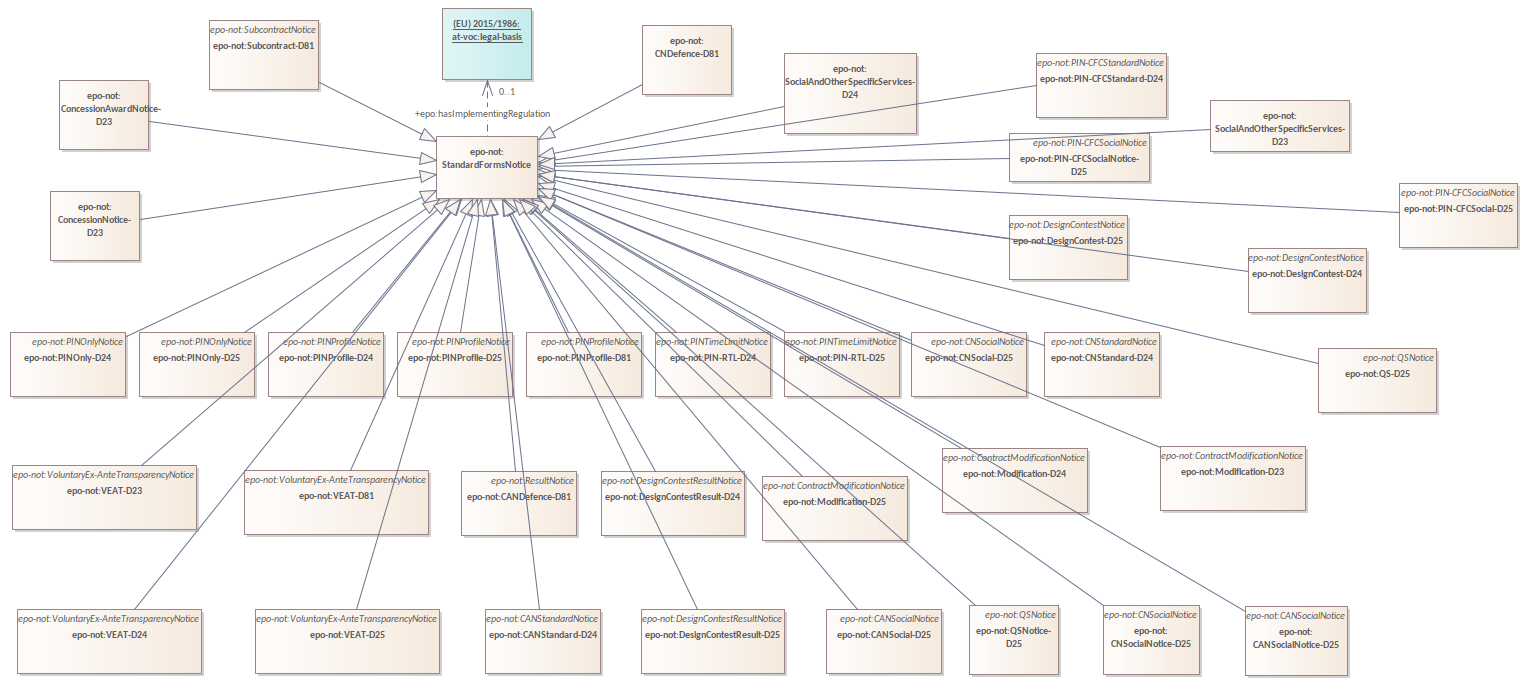 epo-not:SubcontractNotice
epo-not:Subcontract-D81
(EU) 2015/1986:
at-voc:legal-basis
epo-not:
CNDefence-D81
epo-not:
SocialAndOtherSpecificServices-
D24
epo-not:PIN-CFCStandardNotice
epo-not:PIN-CFCStandard-D24
epo-not:
ConcessionAwardNotice-
D23
0..1
+epo:hasImplementingRegulation
epo-not:
SocialAndOtherSpecificServices-
D23
epo-not:
StandardFormsNotice
epo-not:PIN-CFCSocialNotice
epo-not:PIN-CFCSocialNotice-
D25
epo-not:PIN-CFCSocialNotice
epo-not:PIN-CFCSocial-D25
epo-not:
ConcessionNotice-
D23
epo-not:DesignContestNotice
epo-not:DesignContest-D25
epo-not:DesignContestNotice
epo-not:DesignContest-D24
epo-not:PINOnlyNotice
epo-not:PINOnly-D24
epo-not:PINOnlyNotice
epo-not:PINOnly-D25
epo-not:PINProfileNotice
epo-not:PINProfile-D24
epo-not:PINProfileNotice
epo-not:PINProfile-D25
epo-not:PINProfileNotice
epo-not:PINProfile-D81
epo-not:PINTimeLimitNotice
epo-not:PIN-RTL-D24
epo-not:PINTimeLimitNotice
epo-not:PIN-RTL-D25
epo-not:CNSocialNotice
epo-not:CNSocial-D25
epo-not:CNStandardNotice
epo-not:CNStandard-D24
epo-not:QSNotice
epo-not:QS-D25
epo-not:VoluntaryEx-AnteTransparencyNotice
epo-not:VEAT-D23
epo-not:VoluntaryEx-AnteTransparencyNotice
epo-not:VEAT-D81
epo-not:ResultNotice
epo-not:CANDefence-D81
epo-not:DesignContestResultNotice
epo-not:DesignContestResult-D24
epo-not:ContractModificationNotice
epo-not:Modification-D25
epo-not:ContractModificationNotice
epo-not:Modification-D24
epo-not:ContractModificationNotice
epo-not:Modification-D23
epo-not:VoluntaryEx-AnteTransparencyNotice
epo-not:VEAT-D24
epo-not:VoluntaryEx-AnteTransparencyNotice
epo-not:VEAT-D25
epo-not:CANStandardNotice
epo-not:CANStandard-D24
epo-not:DesignContestResultNotice
epo-not:DesignContestResult-D25
epo-not:CANSocialNotice
epo-not:CANSocial-D25
epo-not:QSNotice
epo-not:QSNotice-
D25
epo-not:CNSocialNotice
epo-not:
CNSocialNotice-D25
epo-not:CANSocialNotice
epo-not:
CANSocialNotice-D25